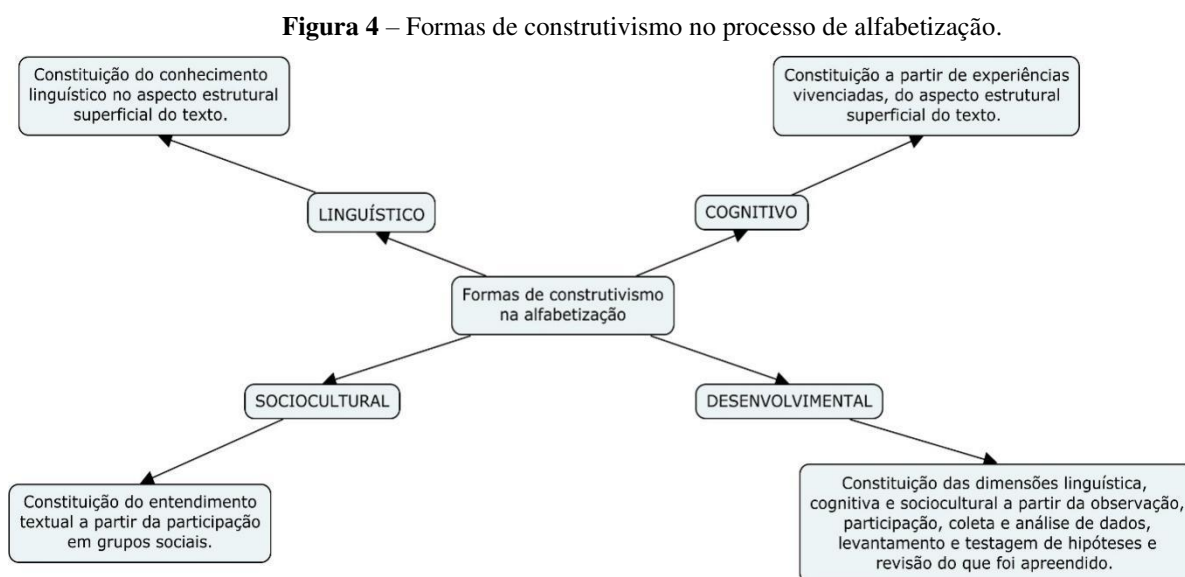 Figura 4 – Formas de construtivismo no processo de alfabetização.
Constituição do conhecimento
linguístico no aspecto estrutural
superficial do texto.
Constituição a partir de experiências
vivenciadas, do aspecto estrutural
superficial do texto.
LINGUÍSTICO
COGNITIVO
Formas de construtivismo
na alfabetização
SOCIOCULTURAL
DESENVOLVIMENTAL
Constituição do entendimento
textual a partir da participação
em grupos sociais.
Constituição das dimensões linguística,
cognitiva e sociocultural a partir da observação,
participação, coleta e análise de dados,
levantamento e testagem de hipóteses e
revisão do que foi apreendido.